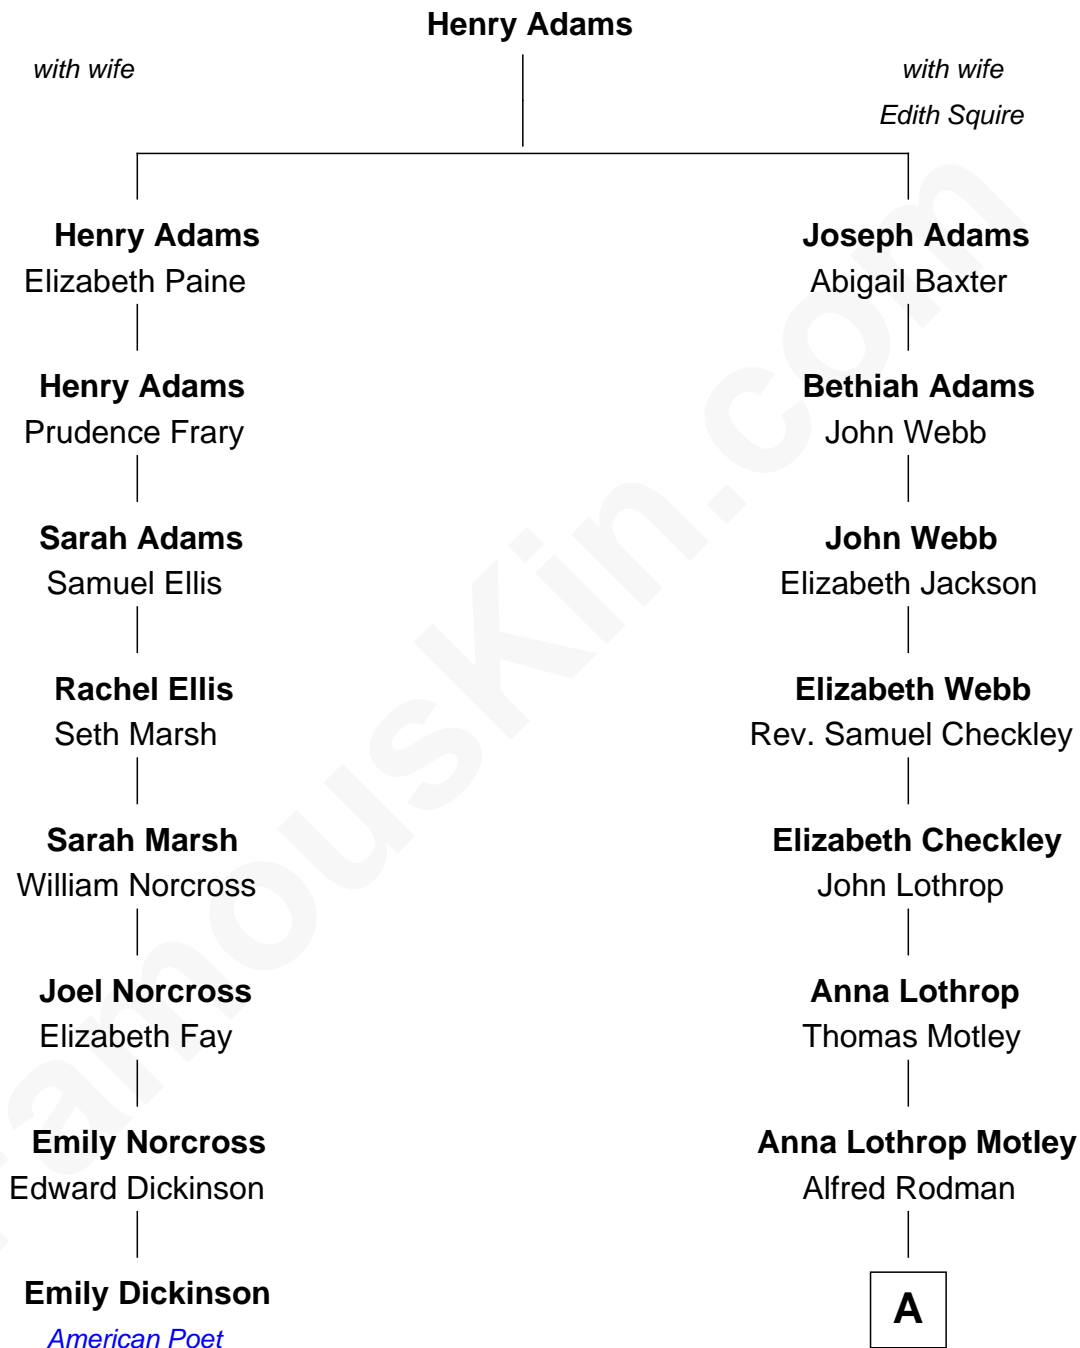 Henry Adams
with wife
with wife
Edith Squire
Henry Adams
Elizabeth Paine
Joseph Adams
Abigail Baxter
Henry Adams
Prudence Frary
Bethiah Adams
John Webb
Sarah Adams
Samuel Ellis
John Webb
Elizabeth Jackson
Rachel Ellis
Seth Marsh
Elizabeth Webb
Rev. Samuel Checkley
Sarah Marsh
William Norcross
Elizabeth Checkley
John Lothrop
Joel Norcross
Elizabeth Fay
Anna Lothrop
Thomas Motley
Emily Norcross
Edward Dickinson
Anna Lothrop Motley
Alfred Rodman
Emily Dickinson
American Poet
A
FamousKin.com